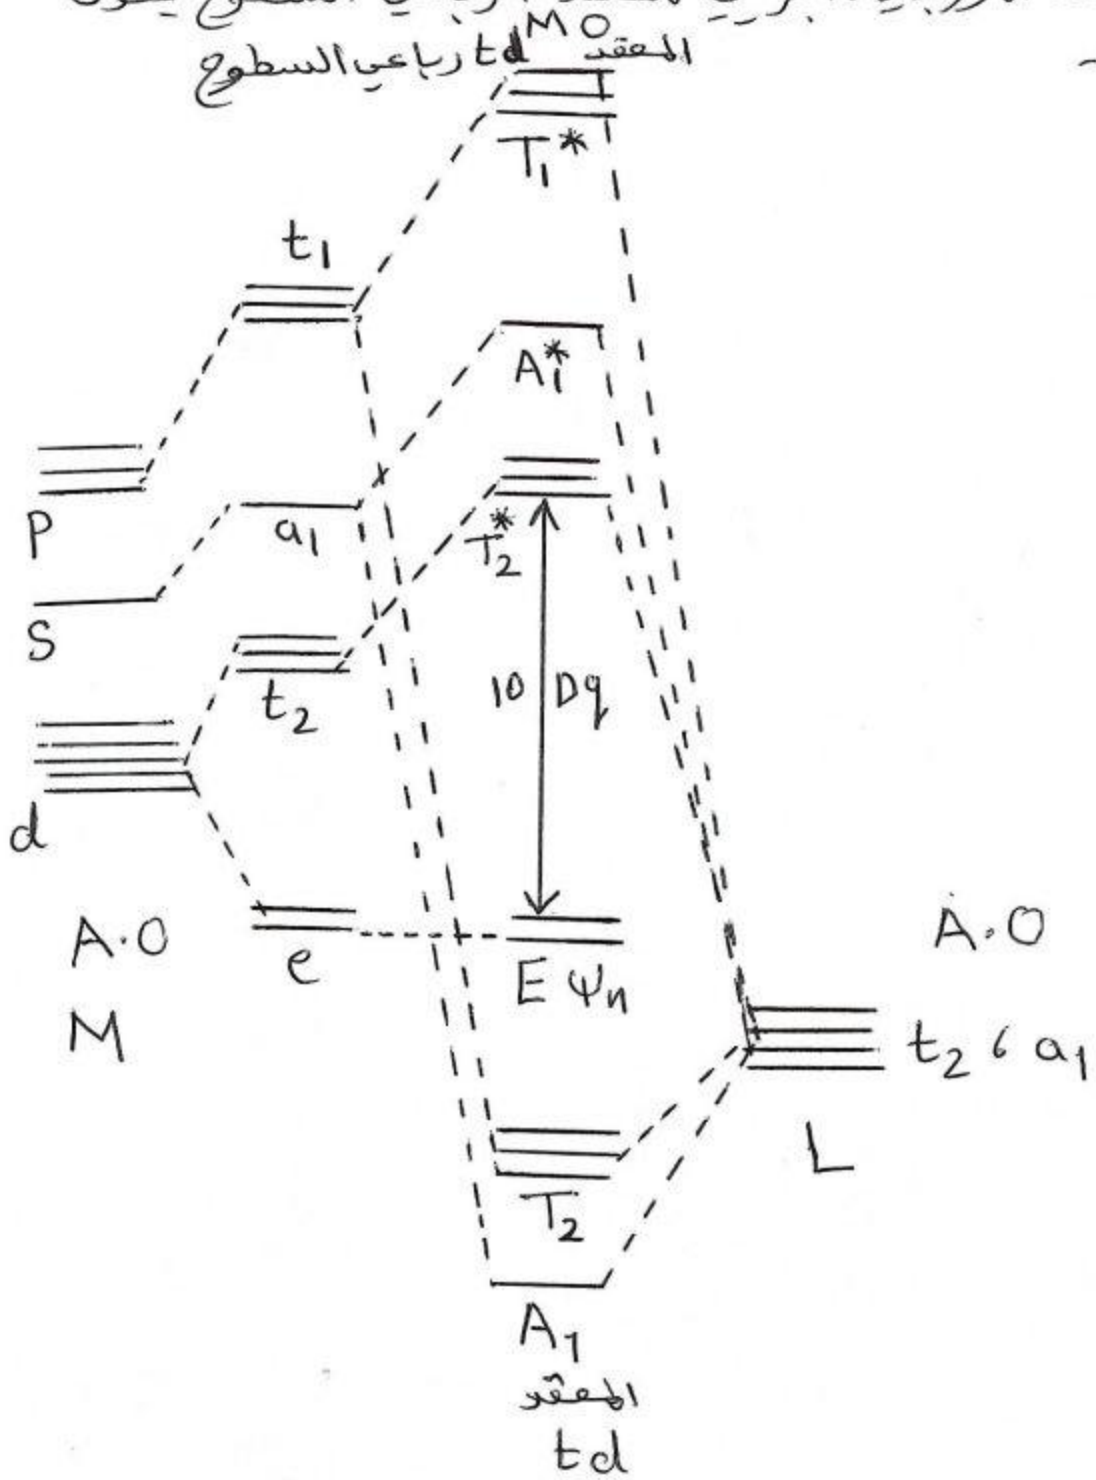 MO
المعقد td رباعي السطوح
T₁*
t₁
A₁*
P
a₁
T₂*
S
t₂
10 Dq
d
A.O
A.O
e
E Ψn
M
t₂ ، a₁
L
T₂
A₁
المعقد
td